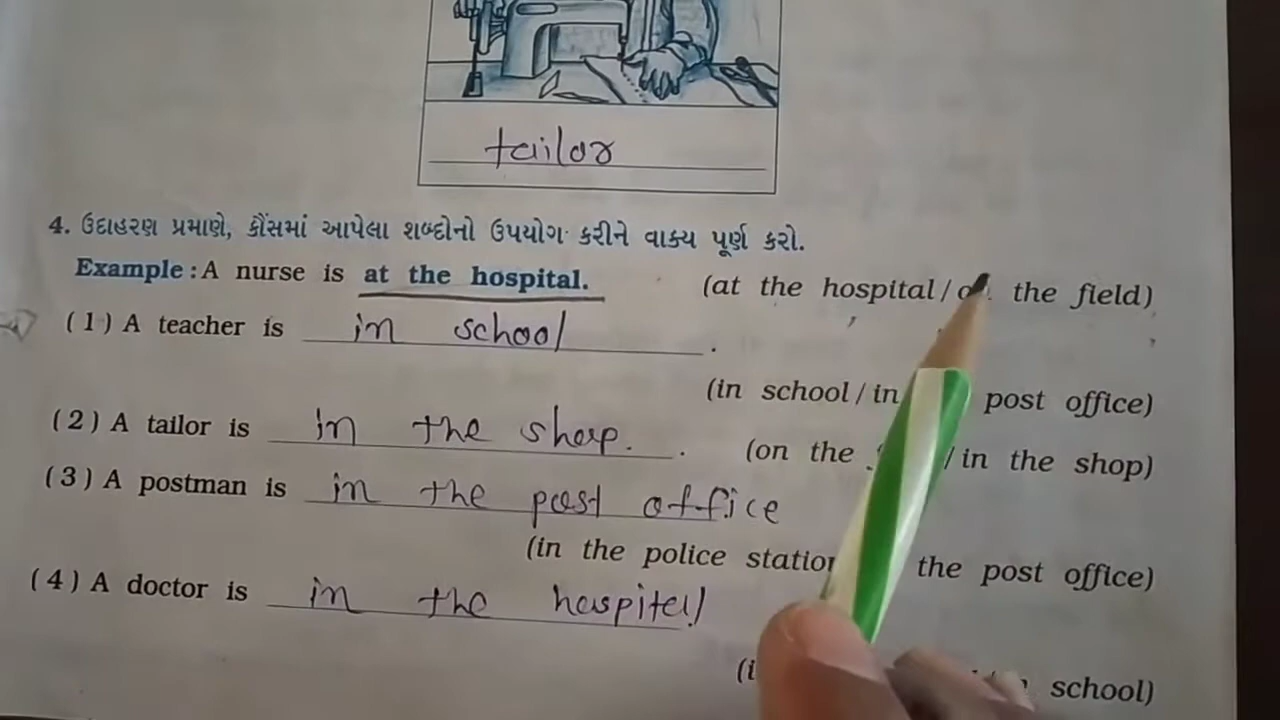 tailor
4. ઉદાહરણ પ્રમાણે, કૌંસમાં આપેલા શબ્દોનો ઉપયોગ કરીને વાક્ય પૂર્ણ કરો.
Example : A nurse is at the hospital. (at the hospital / the field)
(1) A teacher is in school.
(in school / in post office)
(2) A tailor is in the shop. . (on the / in the shop)
(3) A postman is in the post office
(in the police station the post office)
(4) A doctor is in the hospital
school)